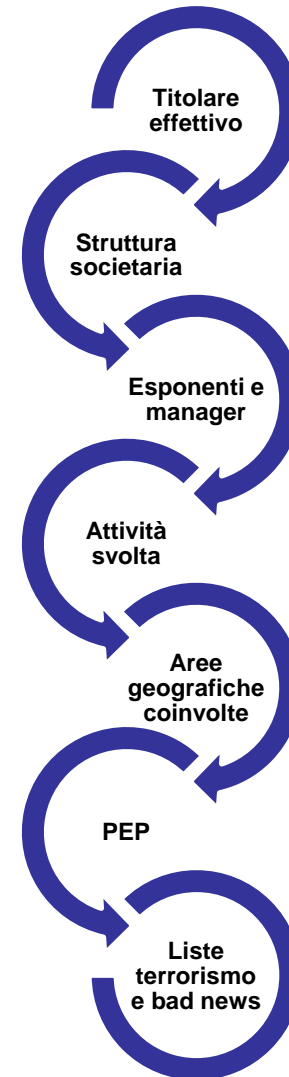 Titolare
effettivo
Struttura
societaria
Esponenti e
manager
Attività
svolta
Aree
geografiche
coinvolte
PEP
Liste
terrorismo
e bad news